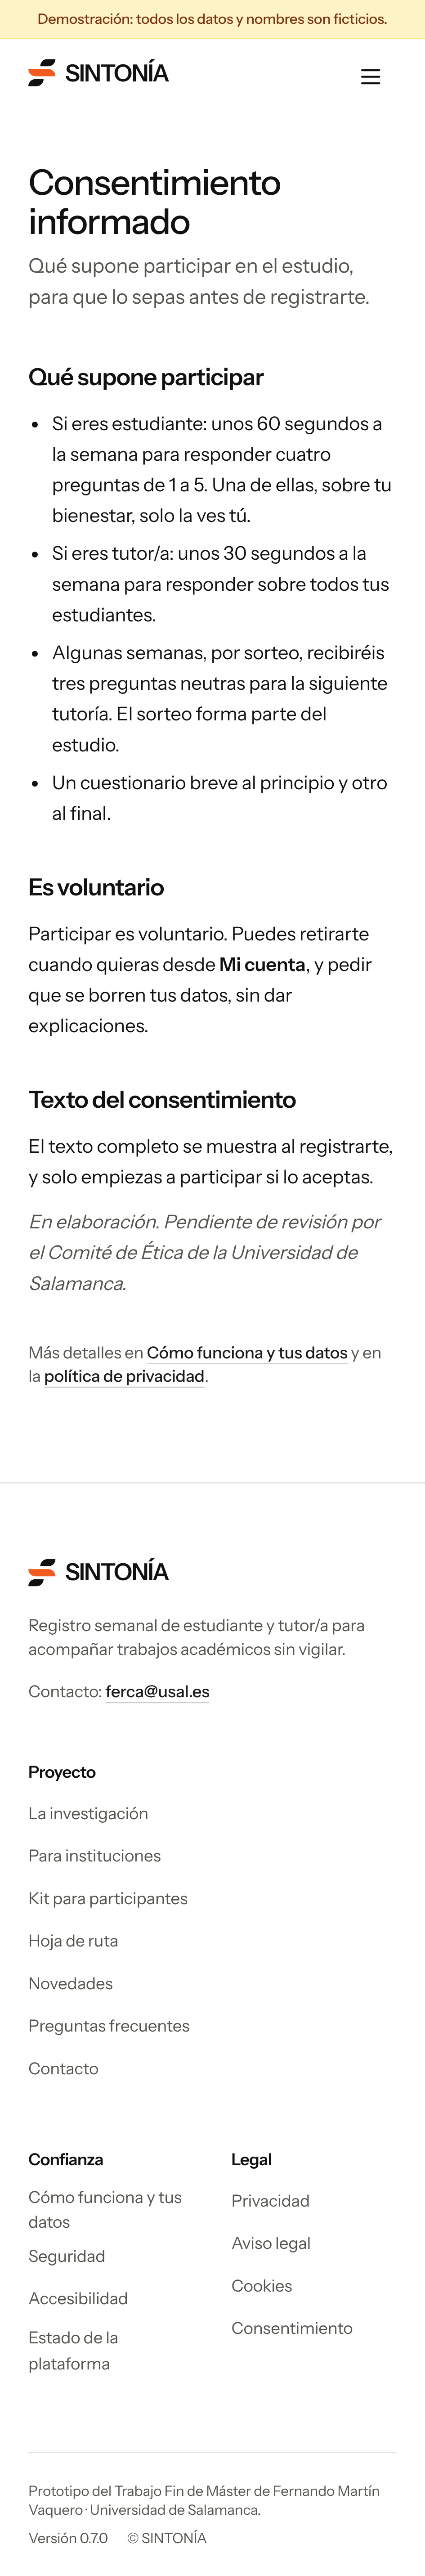 Demostración: todos los datos y nombres son ficticios.
SINTONÍA
Consentimiento
informado
Qué supone participar en el estudio,
para que lo sepas antes de registrarte.
Qué supone participar
• Si eres estudiante: unos 60 segundos a
la semana para responder cuatro
preguntas de 1 a 5. Una de ellas, sobre tu
bienestar, solo la ves tú.
• Si eres tutor/a: unos 30 segundos a la
semana para responder sobre todos tus
estudiantes.
• Algunas semanas, por sorteo, recibiréis
tres preguntas neutras para la siguiente
tutoría. El sorteo forma parte del
estudio.
• Un cuestionario breve al principio y otro
al final.
Es voluntario
Participar es voluntario. Puedes retirarte
cuando quieras desde Mi cuenta, y pedir
que se borren tus datos, sin dar
explicaciones.
Texto del consentimiento
El texto completo se muestra al registrarte,
y solo empiezas a participar si lo aceptas.
En elaboración. Pendiente de revisión por
el Comité de Ética de la Universidad de
Salamanca.
Más detalles en Cómo funciona y tus datos y en
la política de privacidad.
SINTONÍA
Registro semanal de estudiante y tutor/a para
acompañar trabajos académicos sin vigilar.
Contacto: ferca@usal.es
Proyecto
La investigación
Para instituciones
Kit para participantes
Hoja de ruta
Novedades
Preguntas frecuentes
Contacto
Confianza
Cómo funciona y tus
datos
Seguridad
Accesibilidad
Estado de la
plataforma
Legal
Privacidad
Aviso legal
Cookies
Consentimiento
Prototipo del Trabajo Fin de Máster de Fernando Martín
Vaquero · Universidad de Salamanca.
Versión 0.7.0 © SINTONÍA